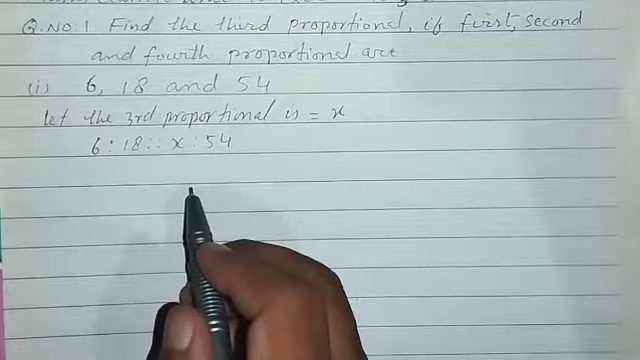 Q.NO:1 Find the third proportional, if first, second
and fourth proportional are
(i) 6, 18 and 54
let the 3rd proportional is = x
6 : 18 :: x : 54